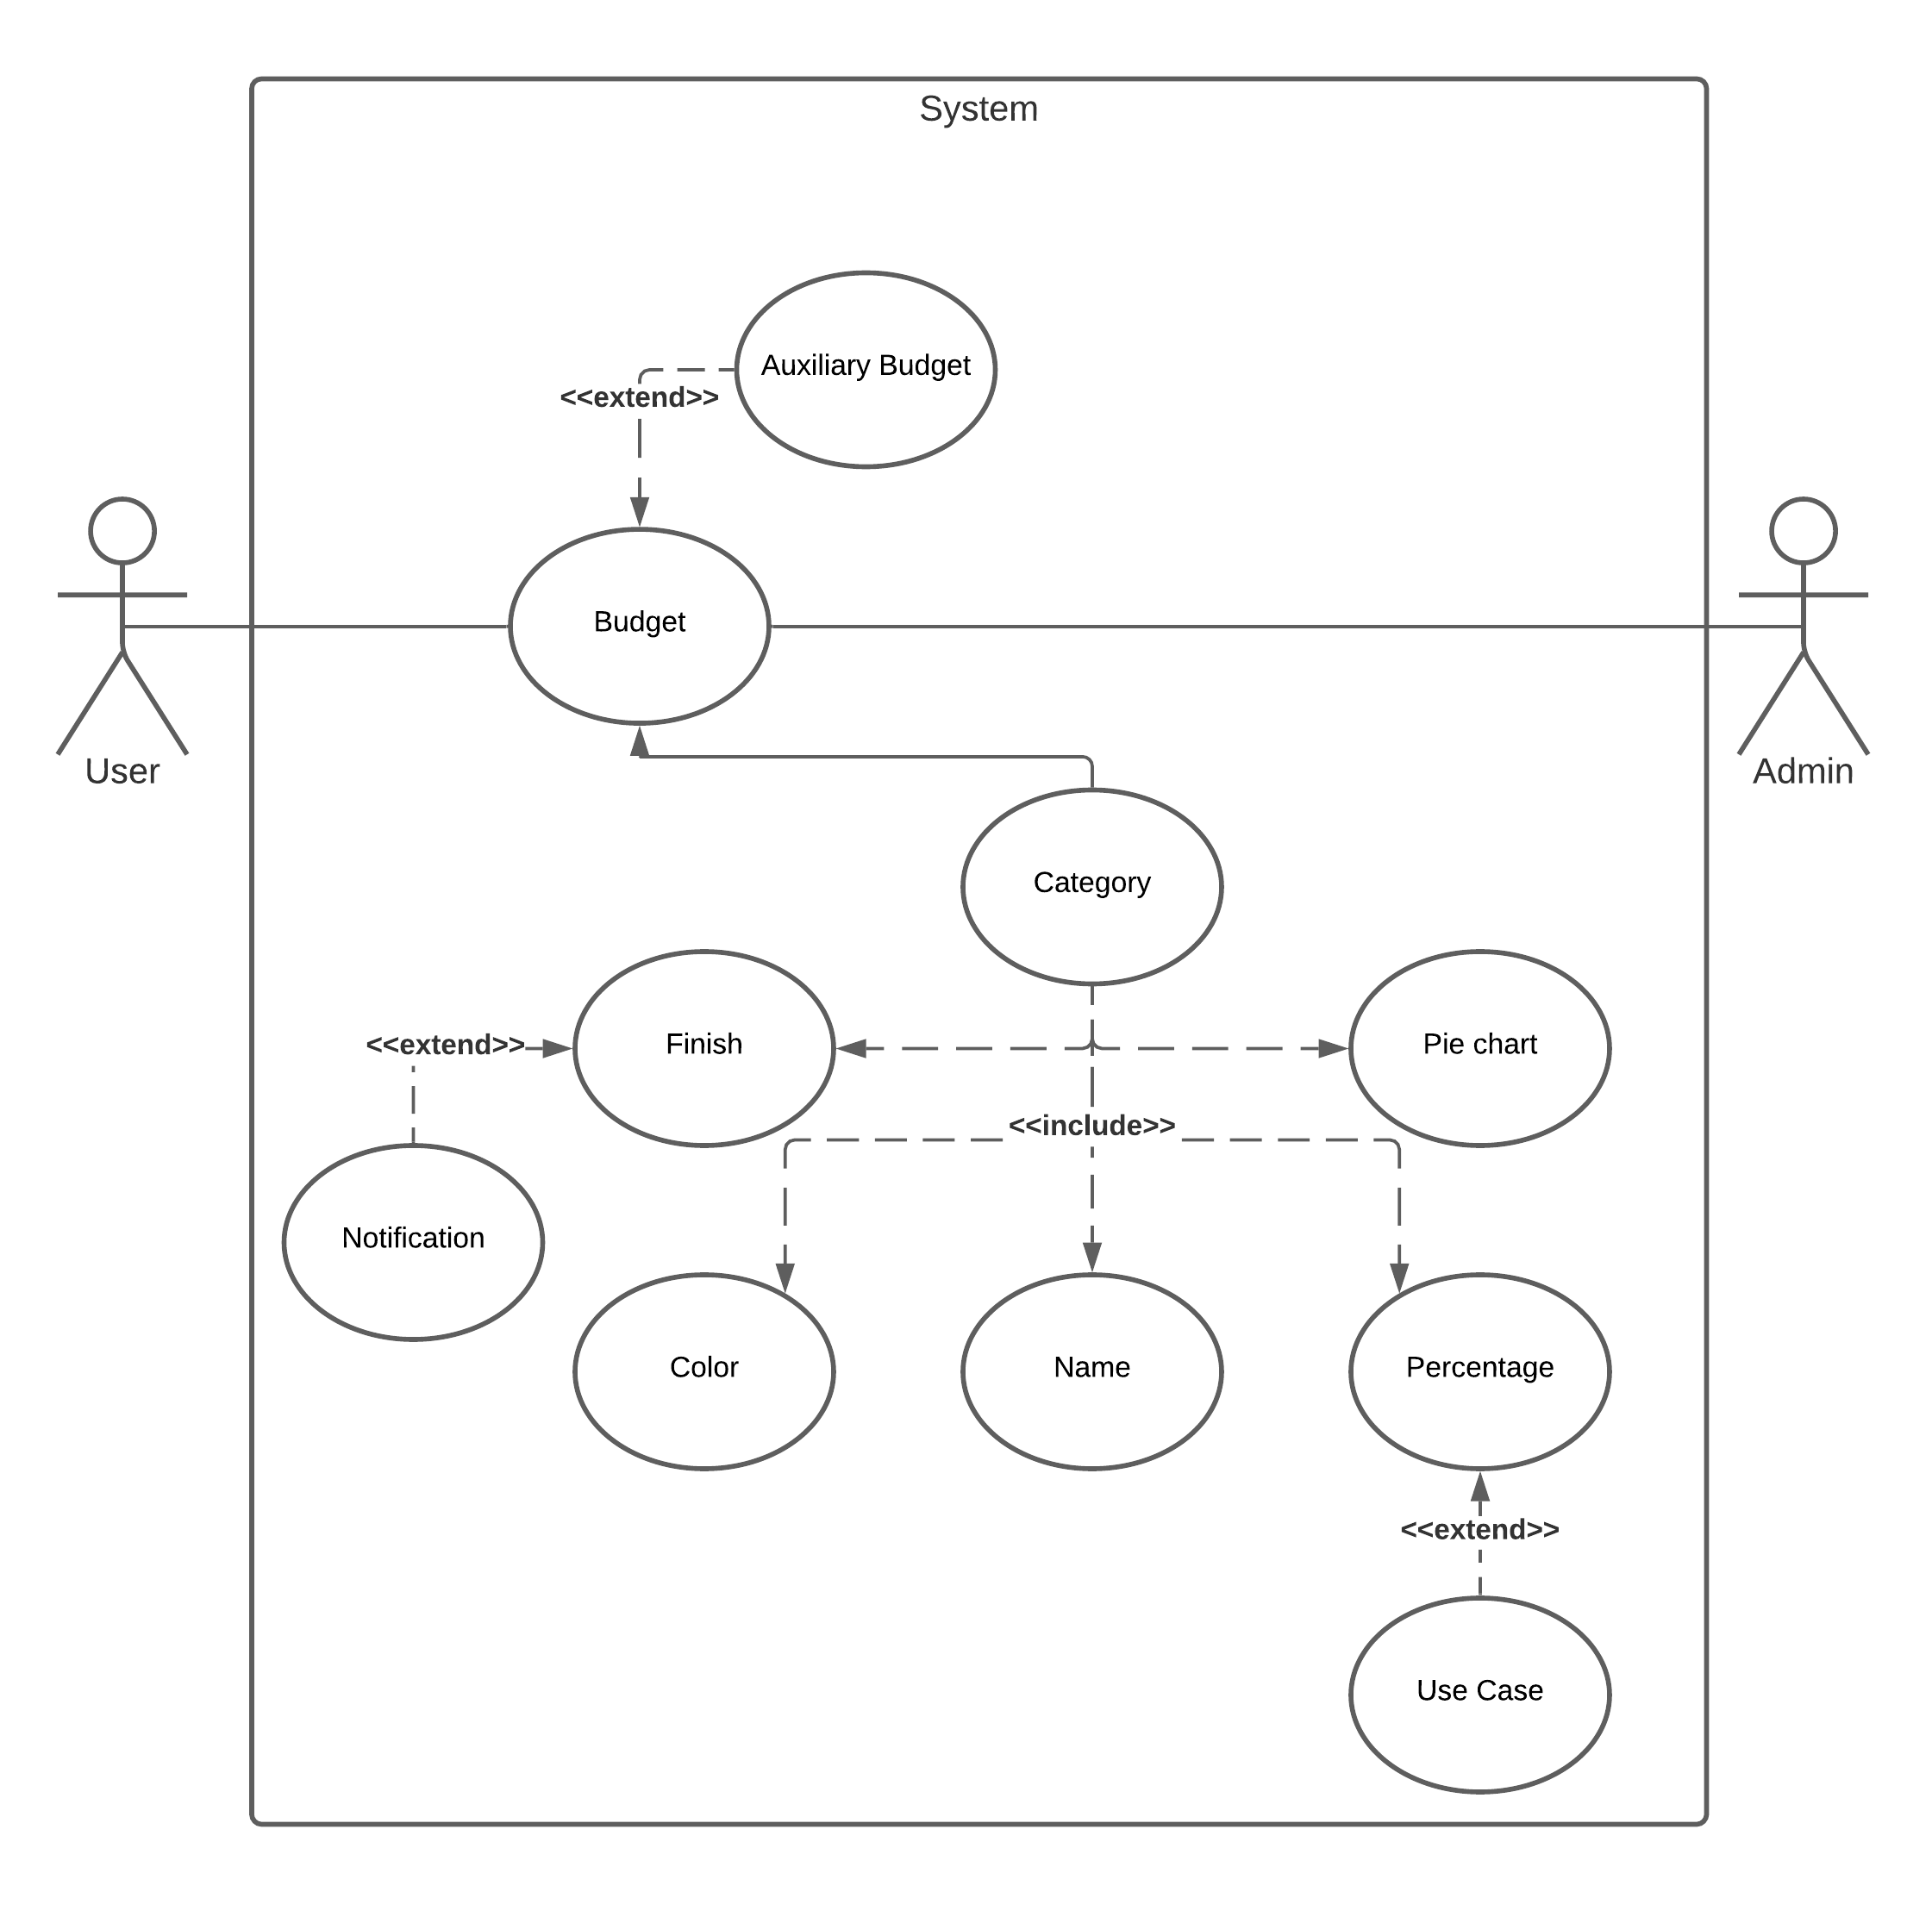 System
Auxiliary Budget
<<extend>>
Budget
User
Admin
Category
<<extend>>
Finish
Pie chart
<<include>>
Notification
Color
Name
Percentage
<<extend>>
Use Case